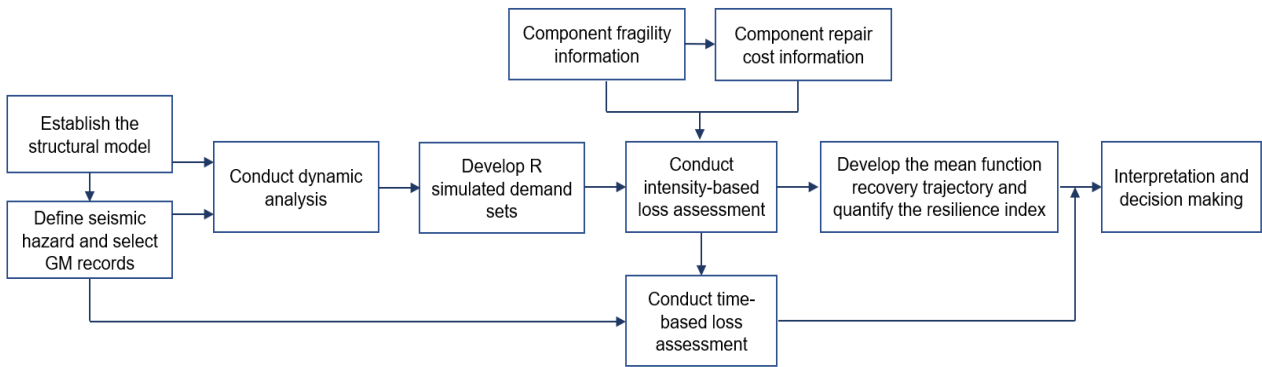 Component fragility
information
Component repair
cost information
Establish the
structural model
Define seismic
hazard and select
GM records
Conduct dynamic
analysis
Develop R
simulated demand
sets
Conduct
intensity-based
loss assessment
Develop the mean function
recovery trajectory and
quantify the resilience index
Interpretation and
decision making
Conduct time-
based loss
assessment